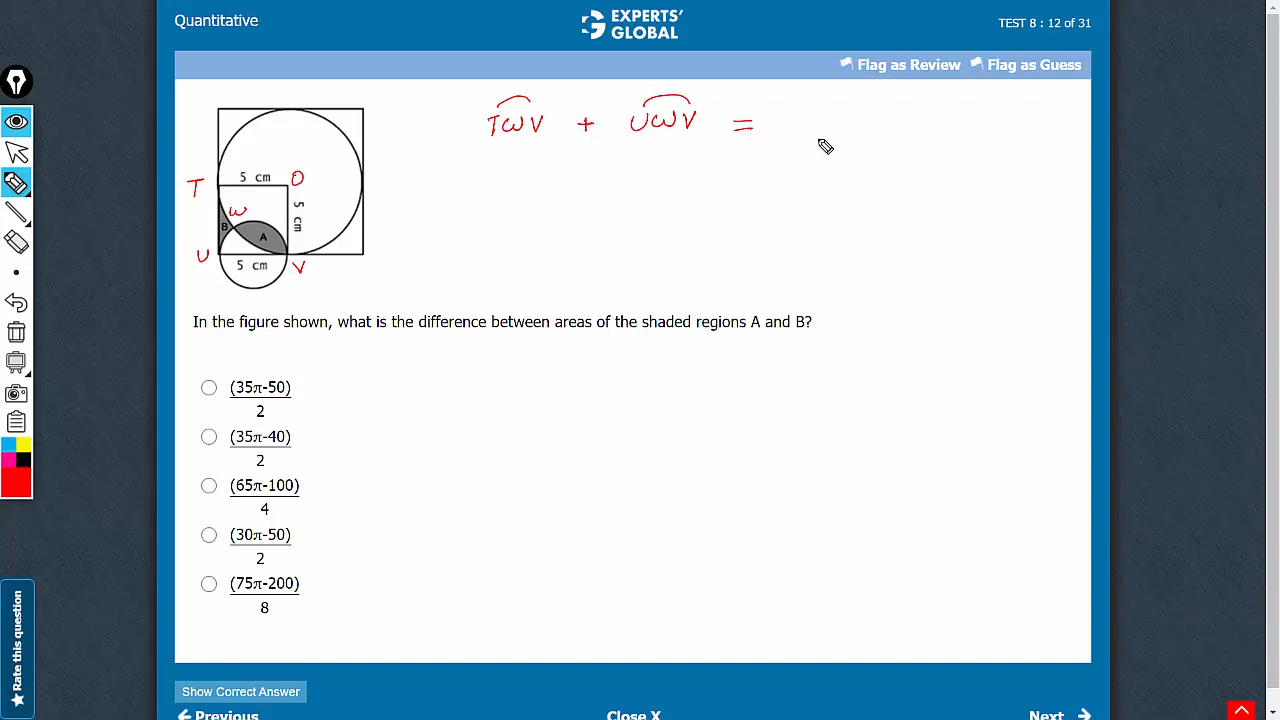 Quantitative
EXPERTS’
GLOBAL
TEST 8 : 12 of 31
Flag as Review
Flag as Guess
TWV + UWV =
5 cm
O
T
5 cm
W
B
A
U
5 cm
V
In the figure shown, what is the difference between areas of the shaded regions A and B?
(35π-50)
2
(35π-40)
2
(65π-100)
4
(30π-50)
2
(75π-200)
8
Rate this question
Show Correct Answer
Previous
Close X
Next